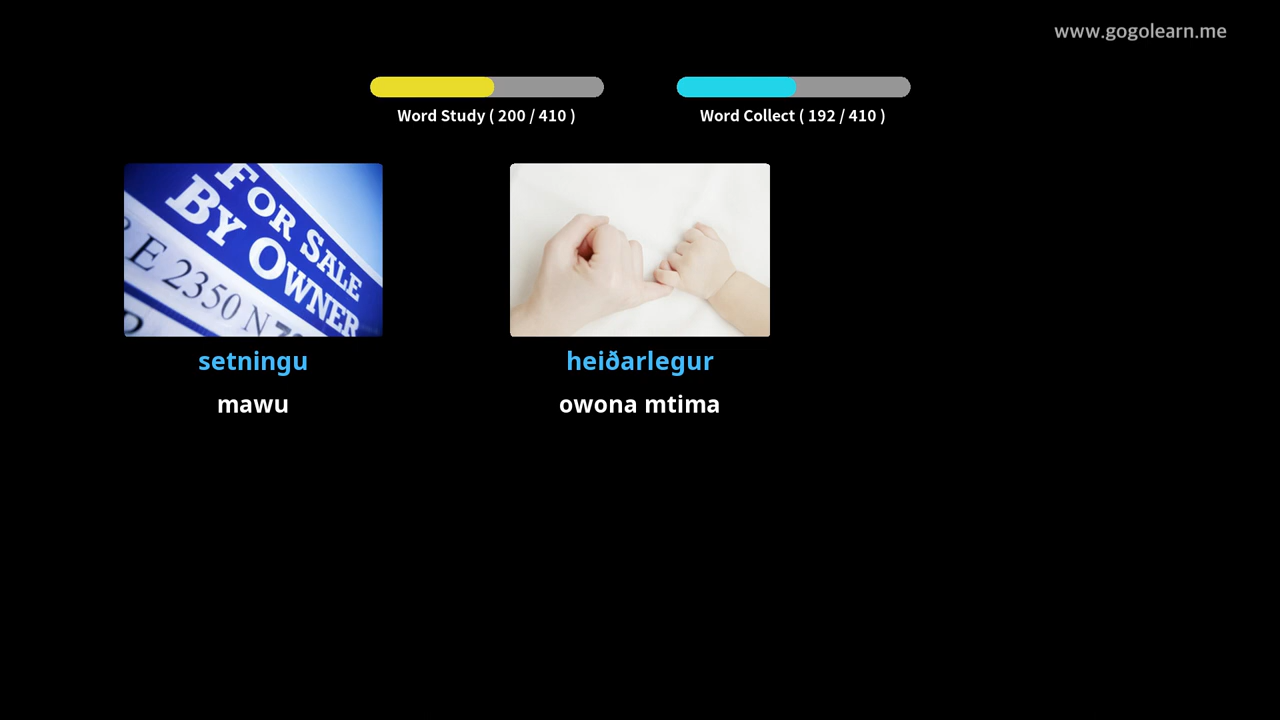 www.gogolearn.me
Word Study ( 200 / 410 )
Word Collect ( 192 / 410 )
FOR SALE
BY OWNER
E 2350 N
setningu
mawu
heiðarlegur
owona mtima